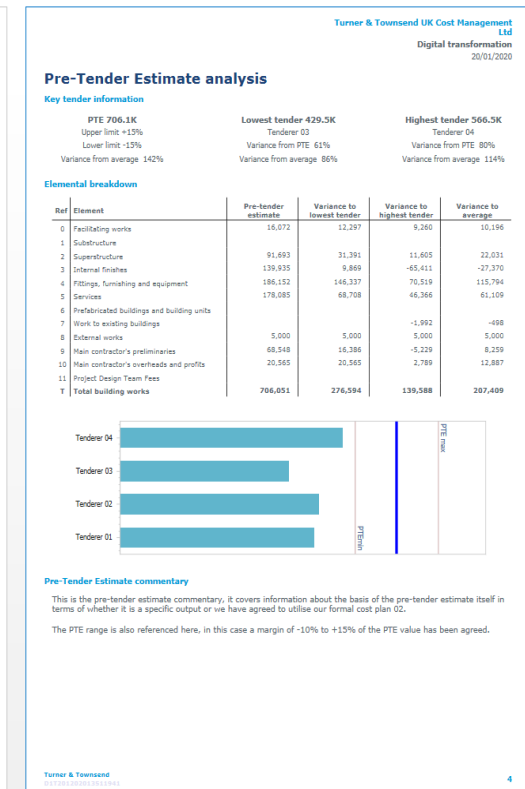 Turner & Townsend UK Cost Management
Ltd
Digital transformation
20/01/2020
Pre-Tender Estimate analysis
Key tender information
PTE 706.1K
Upper limit +15%
Lower limit -15%
Variance from average 142%
Lowest tender 429.5K
Tenderer 03
Variance from PTE 61%
Variance from average 86%
Highest tender 566.5K
Tenderer 04
Variance from PTE 80%
Variance from average 114%
Elemental breakdown
Ref Element Pre-tender estimate Variance to lowest tender Variance to highest tender Variance to average
0 Facilitating works 16,072 12,297 9,260 10,196
1 Substructure
2 Superstructure 91,693 31,391 11,605 22,031
3 Internal finishes 139,935 9,869 -65,411 -27,370
4 Fittings, furnishing and equipment 186,152 146,337 70,519 115,794
5 Services 178,085 68,708 46,366 61,109
6 Prefabricated buildings and building units
7 Work to existing buildings -1,992 -498
8 External works 5,000 5,000 5,000 5,000
9 Main contractor's preliminaries 68,548 16,386 -5,229 8,259
10 Main contractor's overheads and profits 20,565 20,565 2,789 12,887
11 Project Design Team Fees
T Total building works 706,051 276,594 139,588 207,409
Tenderer 04
Tenderer 03
Tenderer 02
Tenderer 01
PTEmin
PTE max
Pre-Tender Estimate commentary
This is the pre-tender estimate commentary, it covers information about the basis of the pre-tender estimate itself in
terms of whether it is a specific output or we have agreed to utilise our formal cost plan 02.
The PTE range is also referenced here, in this case a margin of -10% to +15% of the PTE value has been agreed.
Turner & Townsend
4